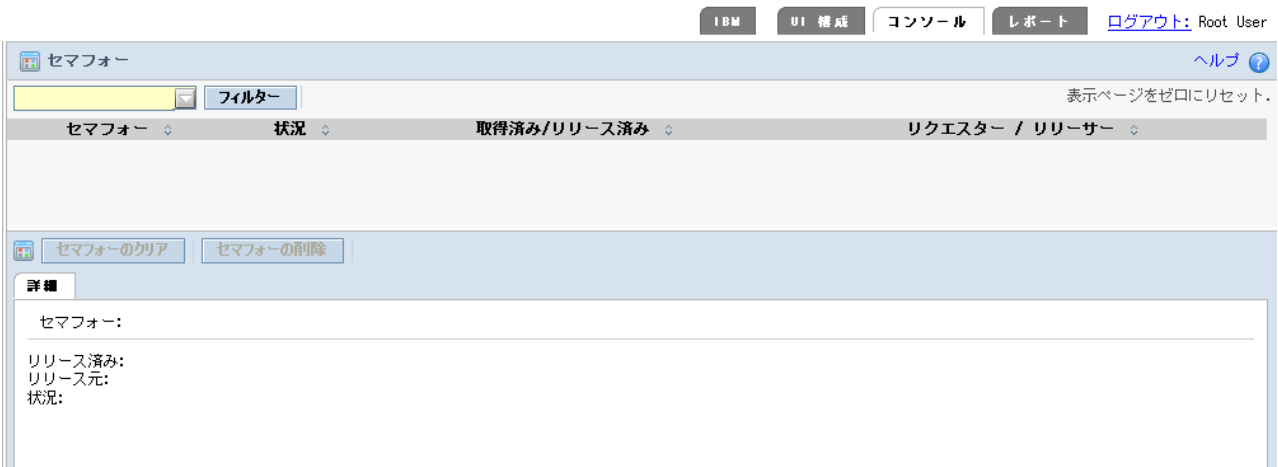 IBM UI 構成 コンソール レポート ログアウト: Root User
セマフォー ヘルプ
フィルター 表示ページをゼロにリセット.
セマフォー 状況 取得済み/リリース済み リクエスター / リリーサー
セマフォーのクリア セマフォーの削除
詳細
セマフォー:
リリース済み:
リリース元:
状況: